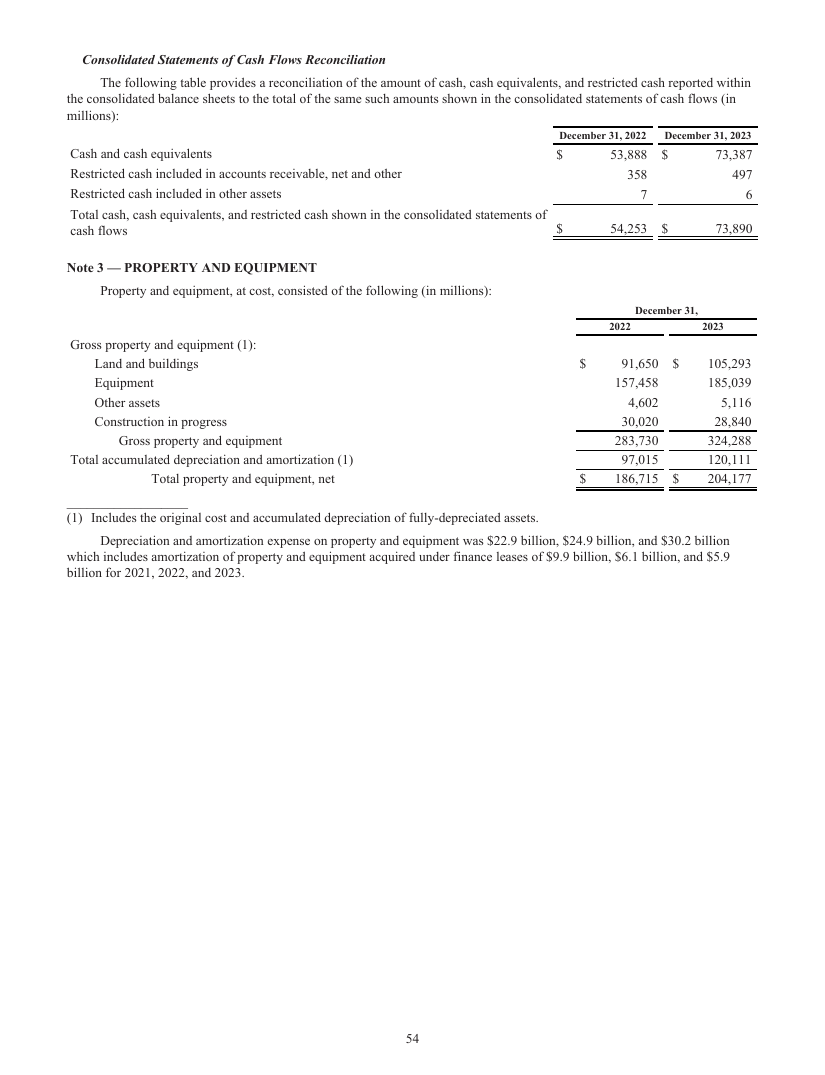 Consolidated Statements of Cash Flows Reconciliation
The following table provides a reconciliation of the amount of cash, cash equivalents, and restricted cash reported within
the consolidated balance sheets to the total of the same such amounts shown in the consolidated statements of cash flows (in
millions):
December 31, 2022 December 31, 2023
Cash and cash equivalents $ 53,888 $ 73,387
Restricted cash included in accounts receivable, net and other 358 497
Restricted cash included in other assets 7 6
Total cash, cash equivalents, and restricted cash shown in the consolidated statements of
cash flows $ 54,253 $ 73,890
Note 3 — PROPERTY AND EQUIPMENT
Property and equipment, at cost, consisted of the following (in millions):
December 31,
2022 2023
Gross property and equipment (1):
Land and buildings $ 91,650 $ 105,293
Equipment 157,458 185,039
Other assets 4,602 5,116
Construction in progress 30,020 28,840
Gross property and equipment 283,730 324,288
Total accumulated depreciation and amortization (1) 97,015 120,111
Total property and equipment, net $ 186,715 $ 204,177
(1) Includes the original cost and accumulated depreciation of fully-depreciated assets.
Depreciation and amortization expense on property and equipment was $22.9 billion, $24.9 billion, and $30.2 billion
which includes amortization of property and equipment acquired under finance leases of $9.9 billion, $6.1 billion, and $5.9
billion for 2021, 2022, and 2023.
54